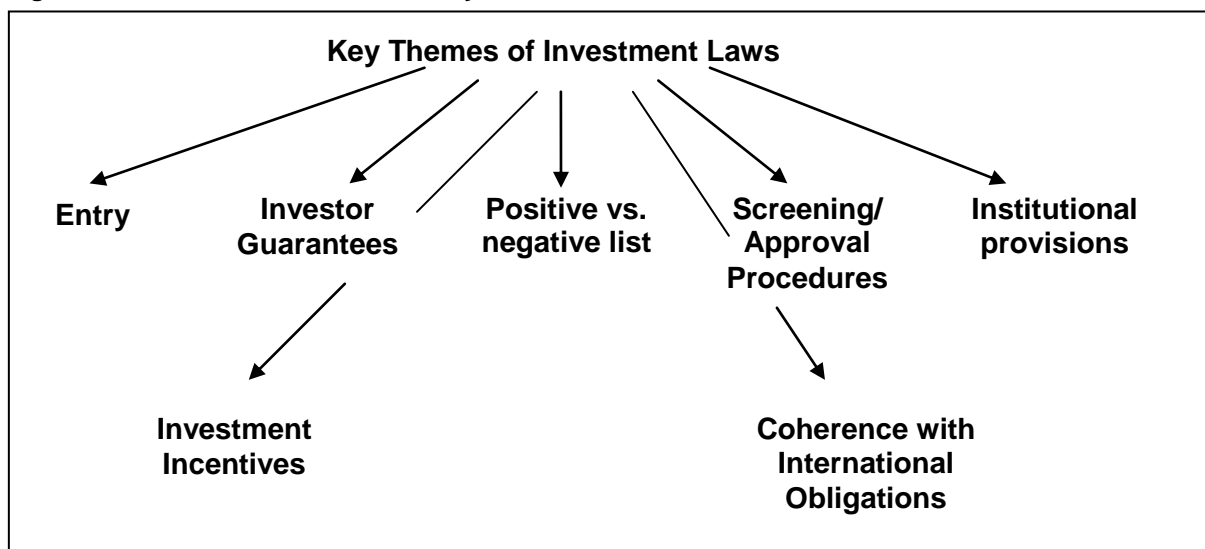 Key Themes of Investment Laws
Entry
Investor
Guarantees
Positive vs.
negative list
Screening/
Approval
Procedures
Institutional
provisions
Investment
Incentives
Coherence with
International
Obligations